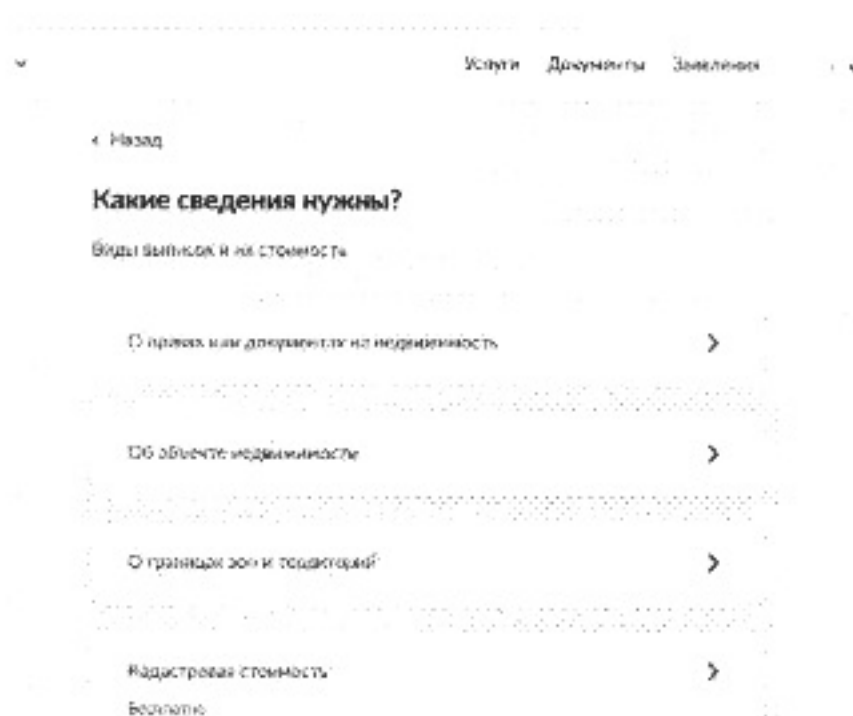 Услуги Документы Заявления
Назад
Какие сведения нужны?
Виды выписок и их стоимость
О правах или документах на недвижимость
Об объекте недвижимости
О границах зон и территорий
Кадастровая стоимость
Бесплатно